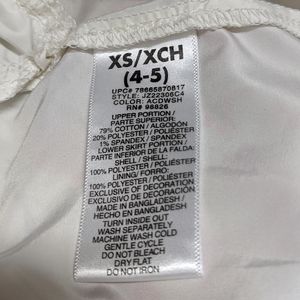 XS/XCH
(4-5)
UPC# 78665870817
STYLE: JZ22306C4
COLOR: ACDWSH
RN# 96826
UPPER PORTION /
PARTE SUPERIOR:
79% COTTON / ALGODÓN
20% POLYESTER / POLIÉSTER
1% SPANDEX / SPANDEX
LOWER SKIRT PORTION /
INFERIOR DE LA FALDA:
SHELL / SHELL:
100% POLYESTER / POLIÉSTER
LINING / FORRO:
100% POLYESTER / POLIÉSTER
EXCLUSIVE OF DECORATION
EXCLUSIVO DE DECORACIÓN
MADE IN BANGLADESH /
HECHO EN BANGLADESH
TURN INSIDE OUT
WASH SEPARATELY
MACHINE WASH COLD
GENTLE CYCLE
DO NOT BLEACH
DRY FLAT
DO NOT IRON